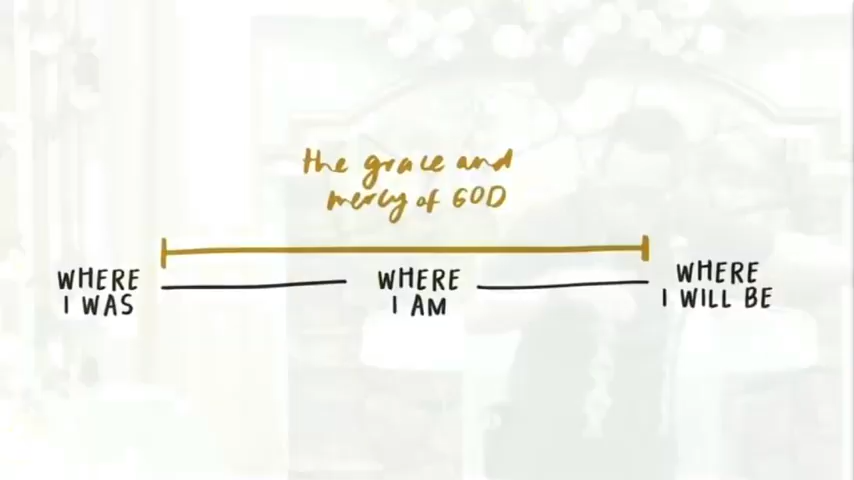 the grace and
mercy of GOD
WHERE
I WAS
WHERE
I AM
WHERE
I WILL BE